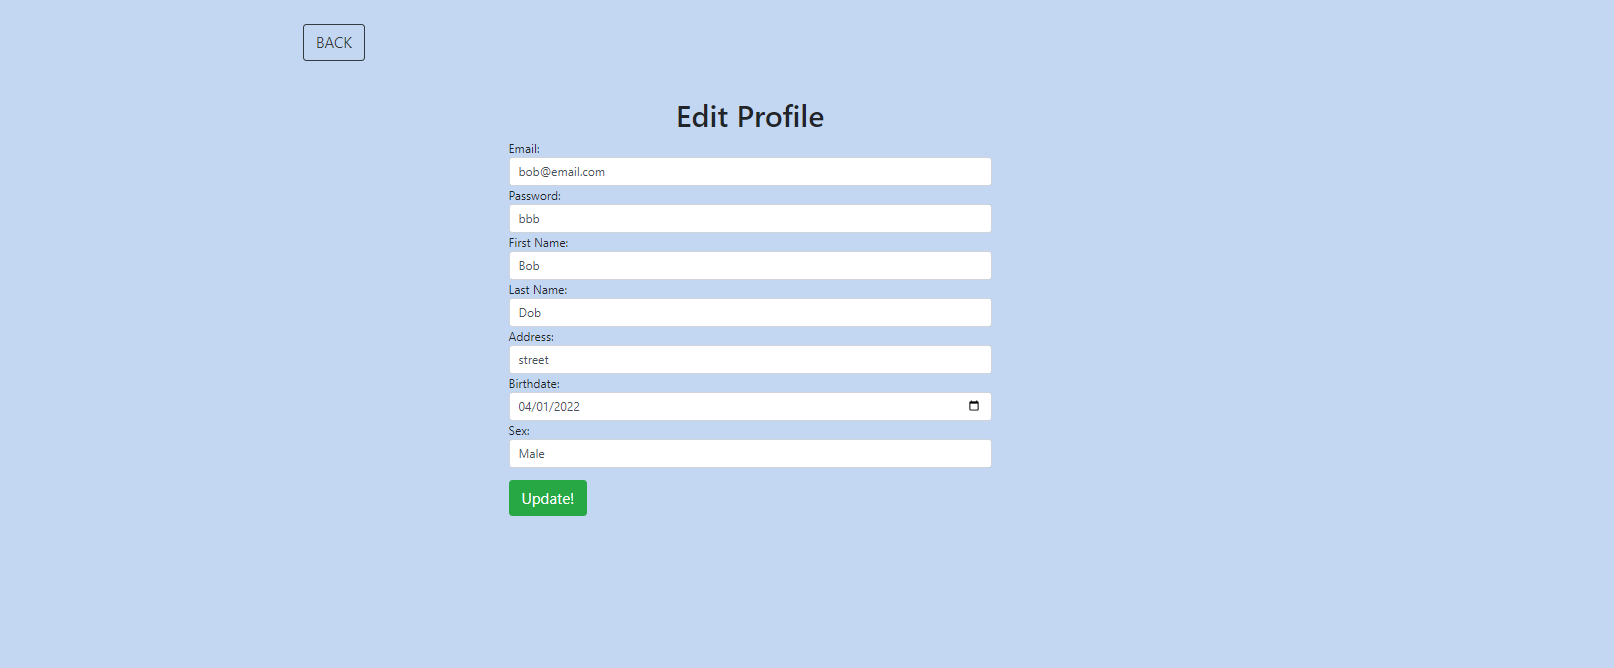 BACK
Edit Profile
Email:
bob@email.com
Password:
bbb
First Name:
Bob
Last Name:
Dob
Address:
street
Birthdate:
04/01/2022
Sex:
Male
Update!